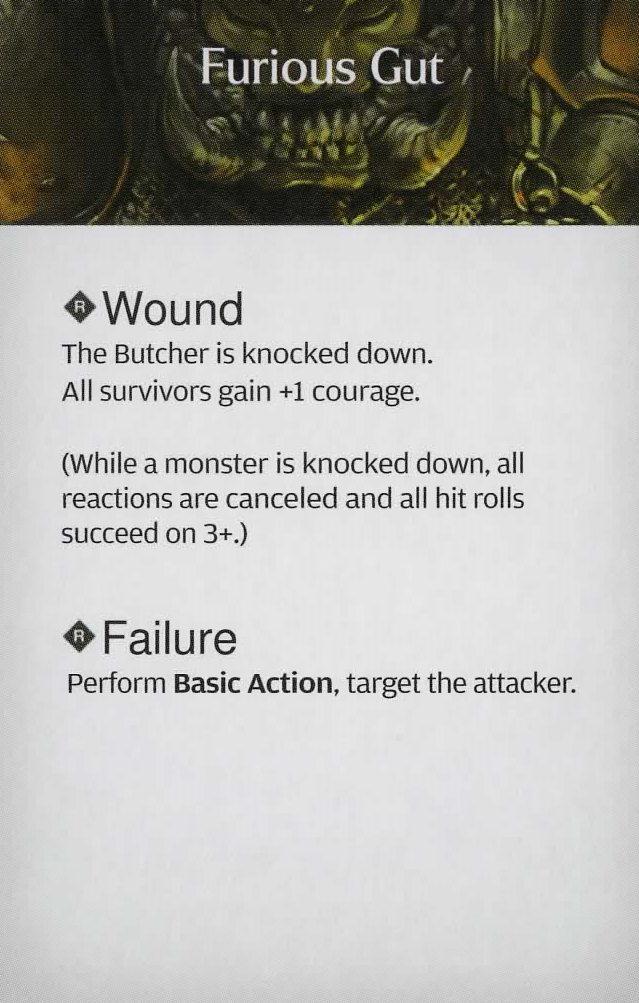 Furious Gut
R Wound
The Butcher is knocked down.
All survivors gain +1 courage.
(While a monster is knocked down, all
reactions are canceled and all hit rolls
succeed on 3+.)
R Failure
Perform Basic Action, target the attacker.